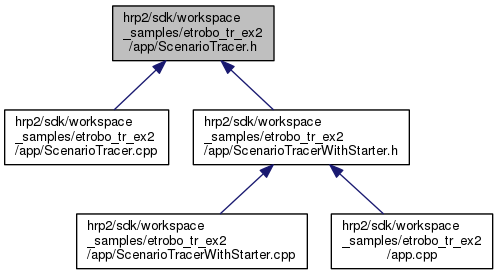 hrp2/sdk/workspace
_samples/etrobo_tr_ex2
/app/ScenarioTracer.h
hrp2/sdk/workspace
_samples/etrobo_tr_ex2
/app/ScenarioTracer.cpp
hrp2/sdk/workspace
_samples/etrobo_tr_ex2
/app/ScenarioTracerWithStarter.h
hrp2/sdk/workspace
_samples/etrobo_tr_ex2
/app/ScenarioTracerWithStarter.cpp
hrp2/sdk/workspace
_samples/etrobo_tr_ex2
/app.cpp